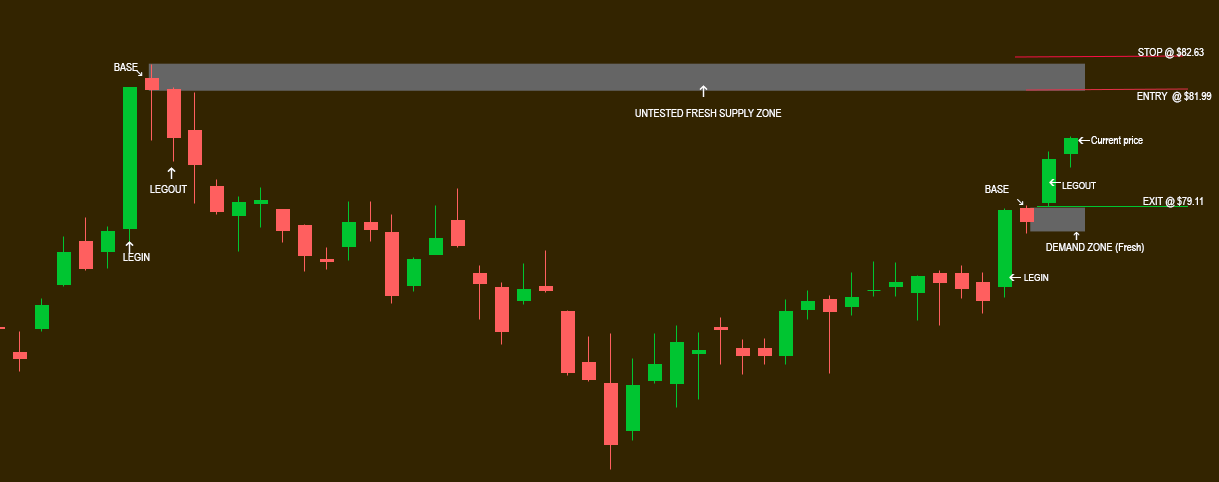 STOP @ $82.63
BASE
ENTRY @ $81.99
UNTESTED FRESH SUPPLY ZONE
Current price
LEGOUT
LEGOUT
BASE
EXIT @ $79.11
DEMAND ZONE (Fresh)
LEGIN
LEGIN